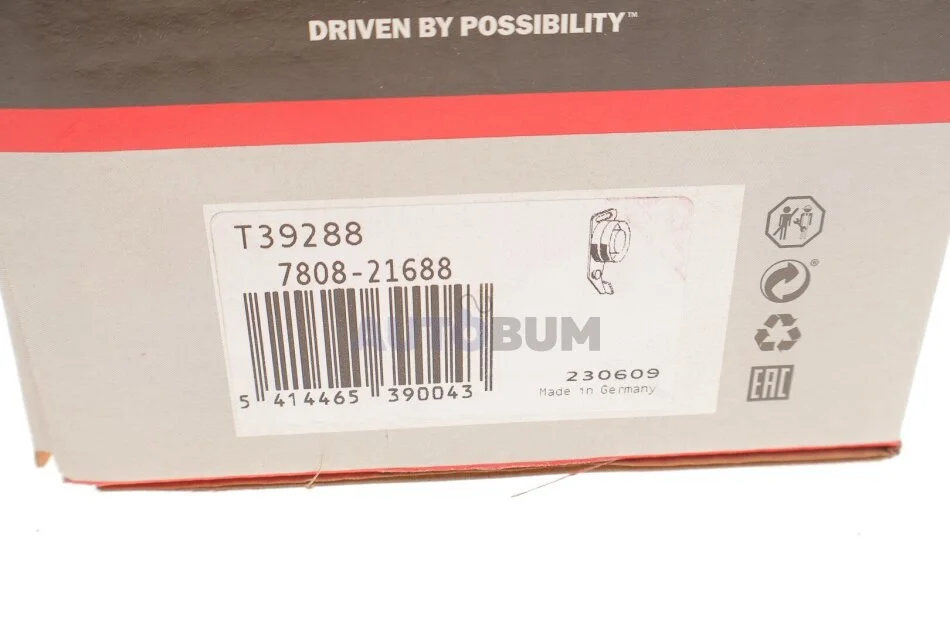 DRIVEN BY POSSIBILITY™
T39288
7808-21688
AUTOBUM
5 414465 390043
230609
Made in Germany
EAC